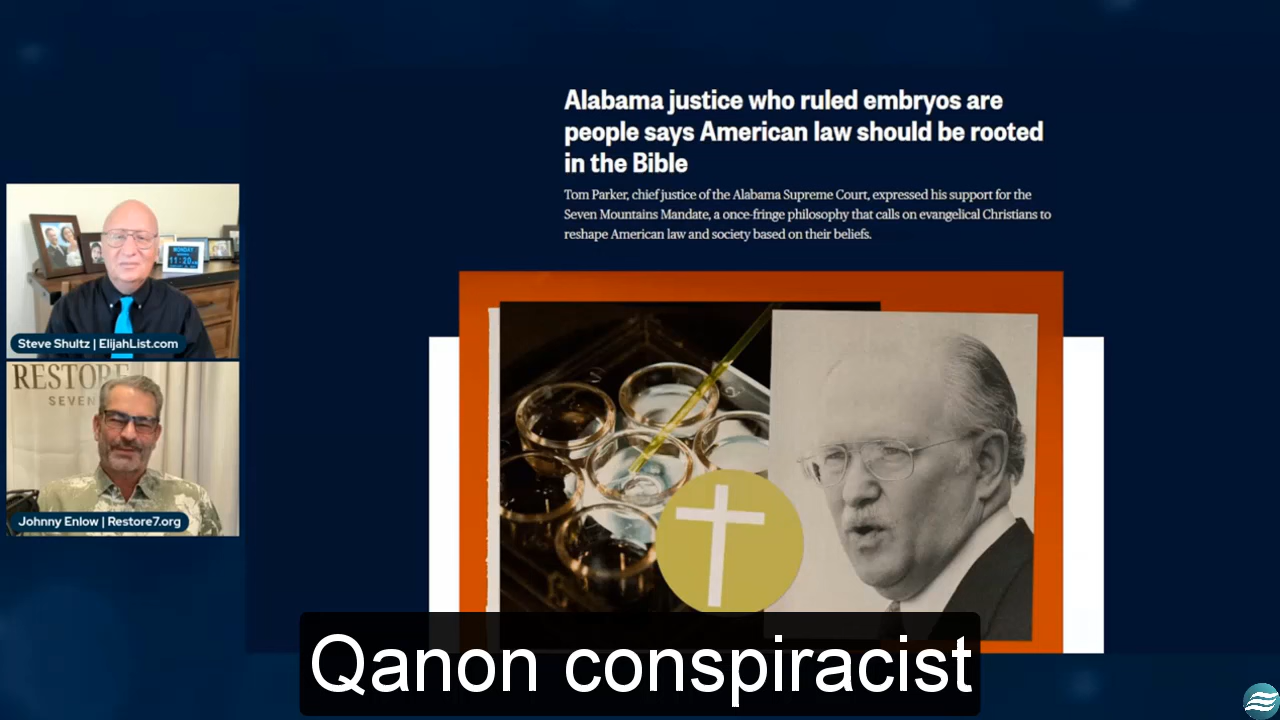 Alabama justice who ruled embryos are
people says American law should be rooted
in the Bible
Tom Parker, chief justice of the Alabama Supreme Court, expressed his support for the
Seven Mountains Mandate, a once-fringe philosophy that calls on evangelical Christians to
reshape American law and society based on their beliefs.
MONDAY
11:20
Steve Shultz | ElijahList.com
RESTORE
SEVEN
Johnny Enlow | Restore7.org
Qanon conspiracist